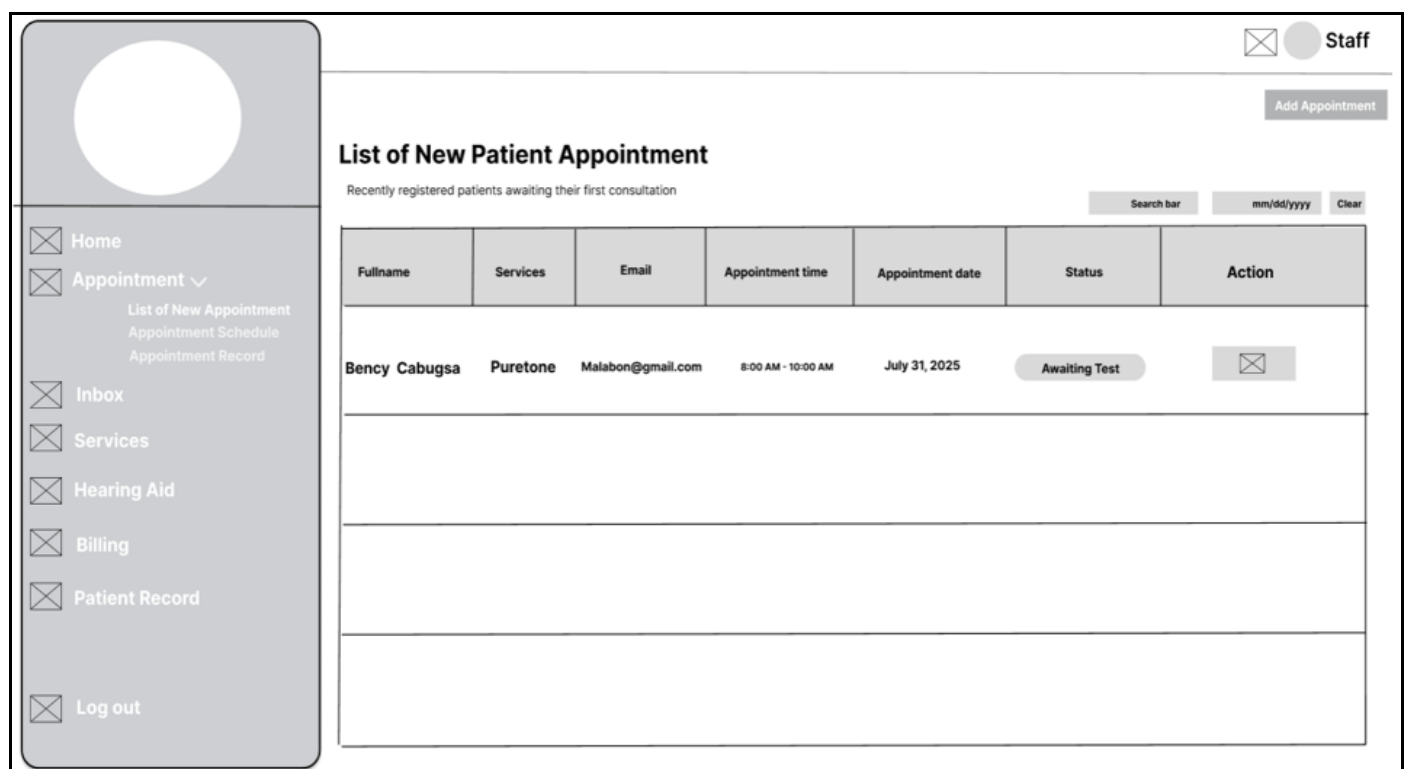 Staff
Add Appointment
List of New Patient Appointment
Recently registered patients awaiting their first consultation
Search bar mm/dd/yyyy Clear
Home
Appointment
List of New Appointment
Appointment Schedule
Appointment Record
Inbox
Services
Hearing Aid
Billing
Patient Record
Log out
Fullname Services Email Appointment time Appointment date Status Action
Bency Cabugsa Puretone Malabon@gmail.com 8:00 AM - 10:00 AM July 31, 2025 Awaiting Test